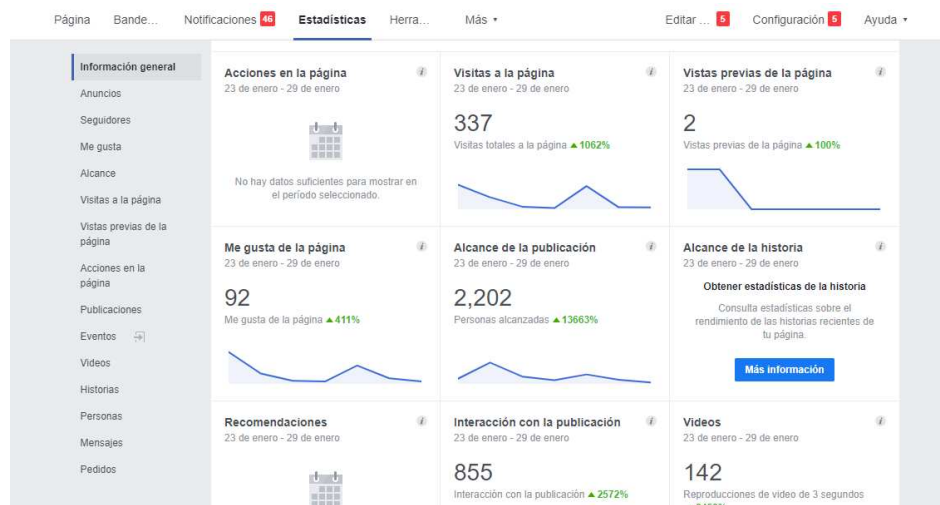 Página Bande... Notificaciones 46 Estadísticas Herra... Más Editar ... 5 Configuración 5 Ayuda
Información general
Anuncios
Seguidores
Me gusta
Alcance
Visitas a la página
Vistas previas de la
página
Acciones en la
página
Publicaciones
Eventos
Videos
Historias
Personas
Mensajes
Pedidos
Acciones en la página
23 de enero - 29 de enero
No hay datos suficientes para mostrar en
el período seleccionado.
Visitas a la página
23 de enero - 29 de enero
337
Visitas totales a la página ▲ 1062%
Vistas previas de la página
23 de enero - 29 de enero
2
Vistas previas de la página ▲ 100%
Me gusta de la página
23 de enero - 29 de enero
92
Me gusta de la página ▲ 411%
Alcance de la publicación
23 de enero - 29 de enero
2,202
Personas alcanzadas ▲ 13663%
Alcance de la historia
23 de enero - 29 de enero
Obtener estadísticas de la historia
Consulta estadísticas sobre el
rendimiento de las historias recientes de
tu página.
Más información
Recomendaciones
23 de enero - 29 de enero
Interacción con la publicación
23 de enero - 29 de enero
855
Interacción con la publicación ▲ 2572%
Videos
23 de enero - 29 de enero
142
Reproducciones de video de 3 segundos